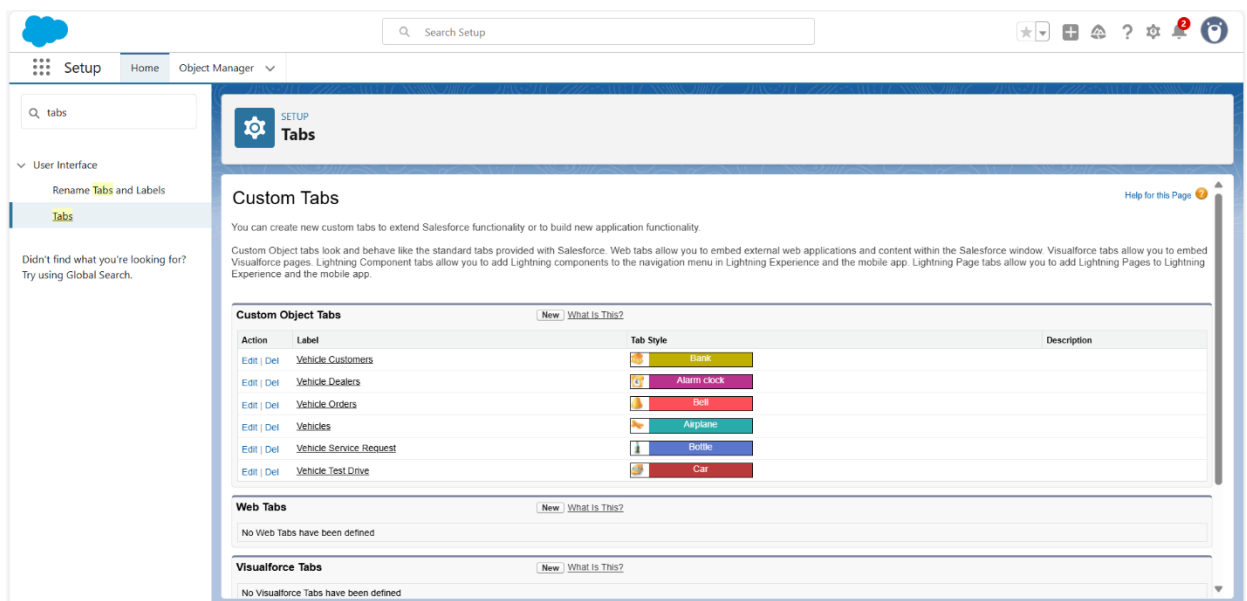 Search Setup
2
Setup
Home
Object Manager
tabs
User Interface
Rename Tabs and Labels
Tabs
Didn't find what you're looking for?
Try using Global Search.
SETUP
Tabs
Custom Tabs
Help for this Page ?
You can create new custom tabs to extend Salesforce functionality or to build new application functionality.
Custom Object tabs look and behave like the standard tabs provided with Salesforce. Web tabs allow you to embed external web applications and content within the Salesforce window. Visualforce tabs allow you to embed
Visualforce pages. Lightning Component tabs allow you to add Lightning components to the navigation menu in Lightning Experience and the mobile app. Lightning Page tabs allow you to add Lightning Pages to Lightning
Experience and the mobile app.
Custom Object Tabs New What Is This?
Action Label Tab Style Description
Edit | Del Vehicle Customers Bank
Edit | Del Vehicle Dealers Alarm clock
Edit | Del Vehicle Orders Bell
Edit | Del Vehicles Airplane
Edit | Del Vehicle Service Request Bottle
Edit | Del Vehicle Test Drive Car
Web Tabs New What Is This?
No Web Tabs have been defined
Visualforce Tabs New What Is This?
No Visualforce Tabs have been defined